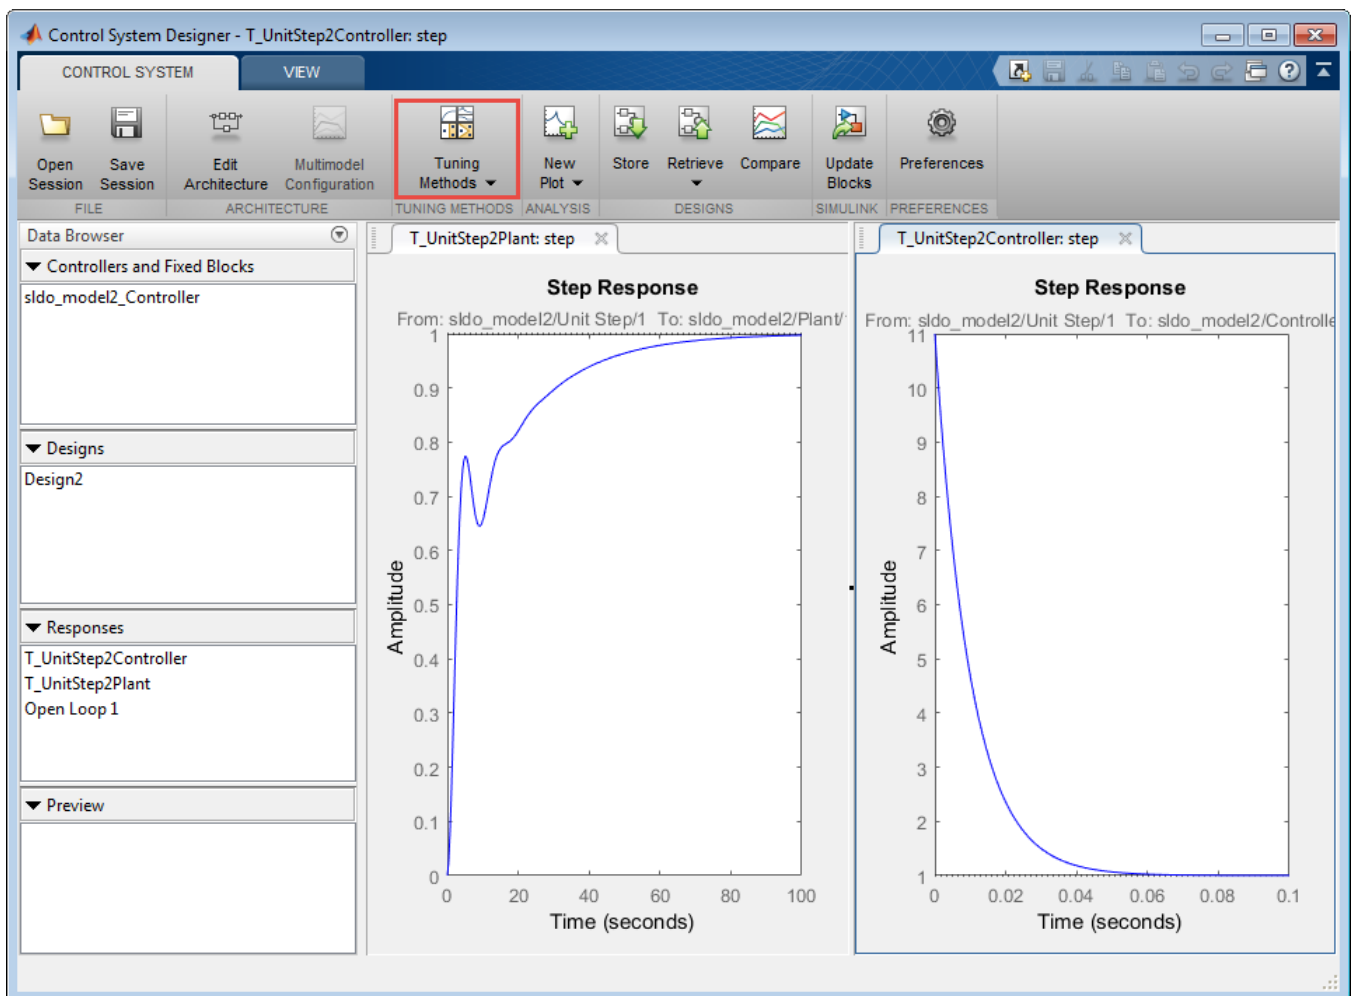 Control System Designer - T_UnitStep2Controller: step
CONTROL SYSTEM VIEW
Open Session
Save Session
Edit Architecture
Multimodel Configuration
Tuning Methods
New Plot
Store
Retrieve
Compare
Update Blocks
Preferences
FILE ARCHITECTURE TUNING METHODS ANALYSIS DESIGNS SIMULINK PREFERENCES
Data Browser
Controllers and Fixed Blocks
sldo_model2_Controller
Designs
Design2
Responses
T_UnitStep2Controller
T_UnitStep2Plant
Open Loop 1
Preview
T_UnitStep2Plant: step
Step Response
From: sldo_model2/Unit Step/1 To: sldo_model2/Plant/
1
0.9
0.8
0.7
0.6
0.5
0.4
0.3
0.2
0.1
0
Amplitude
0 20 40 60 80 100
Time (seconds)
T_UnitStep2Controller: step
Step Response
From: sldo_model2/Unit Step/1 To: sldo_model2/Controlle
11
10
9
8
7
6
5
4
3
2
1
Amplitude
0 0.02 0.04 0.06 0.08 0.1
Time (seconds)